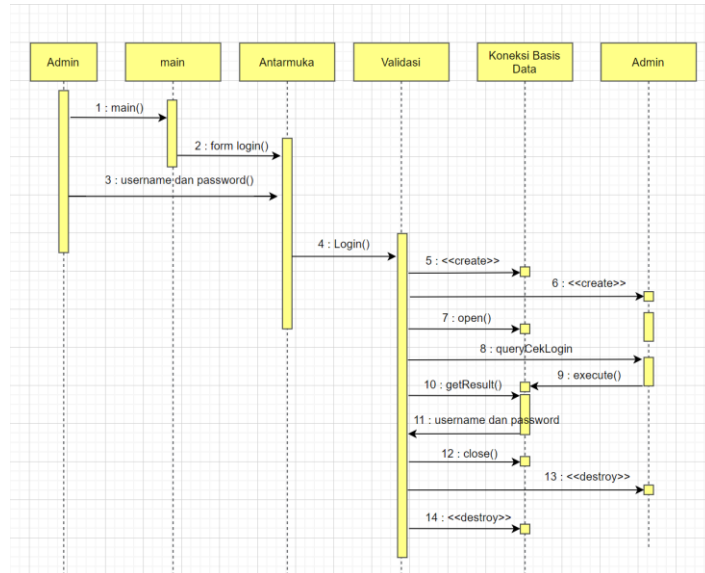 Admin
main
Antarmuka
Validasi
Koneksi Basis
Data
Admin
1 : main()
2 : form login()
3 : username dan password()
4 : Login()
5 : <<create>>
6 : <<create>>
7 : open()
8 : queryCekLogin
9 : execute()
10 : getResult()
11 : username dan password
12 : close()
13 : <<destroy>>
14 : <<destroy>>